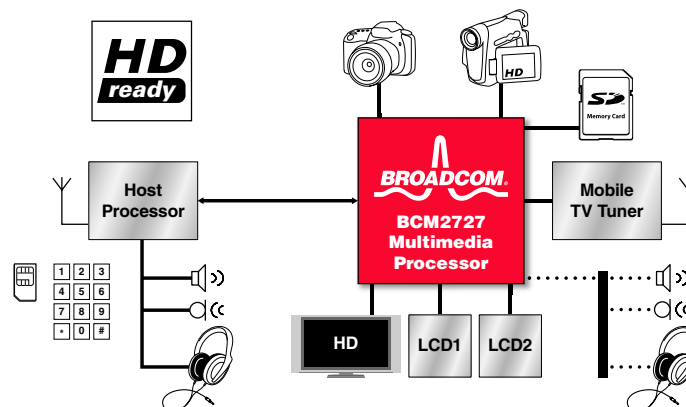 HD
ready
HD
SD
Memory Card
Host
Processor
BROADCOM.
BCM2727
Multimedia
Processor
Mobile
TV Tuner
1 2 3
4 5 6
7 8 9
* 0 #
HD
LCD1
LCD2